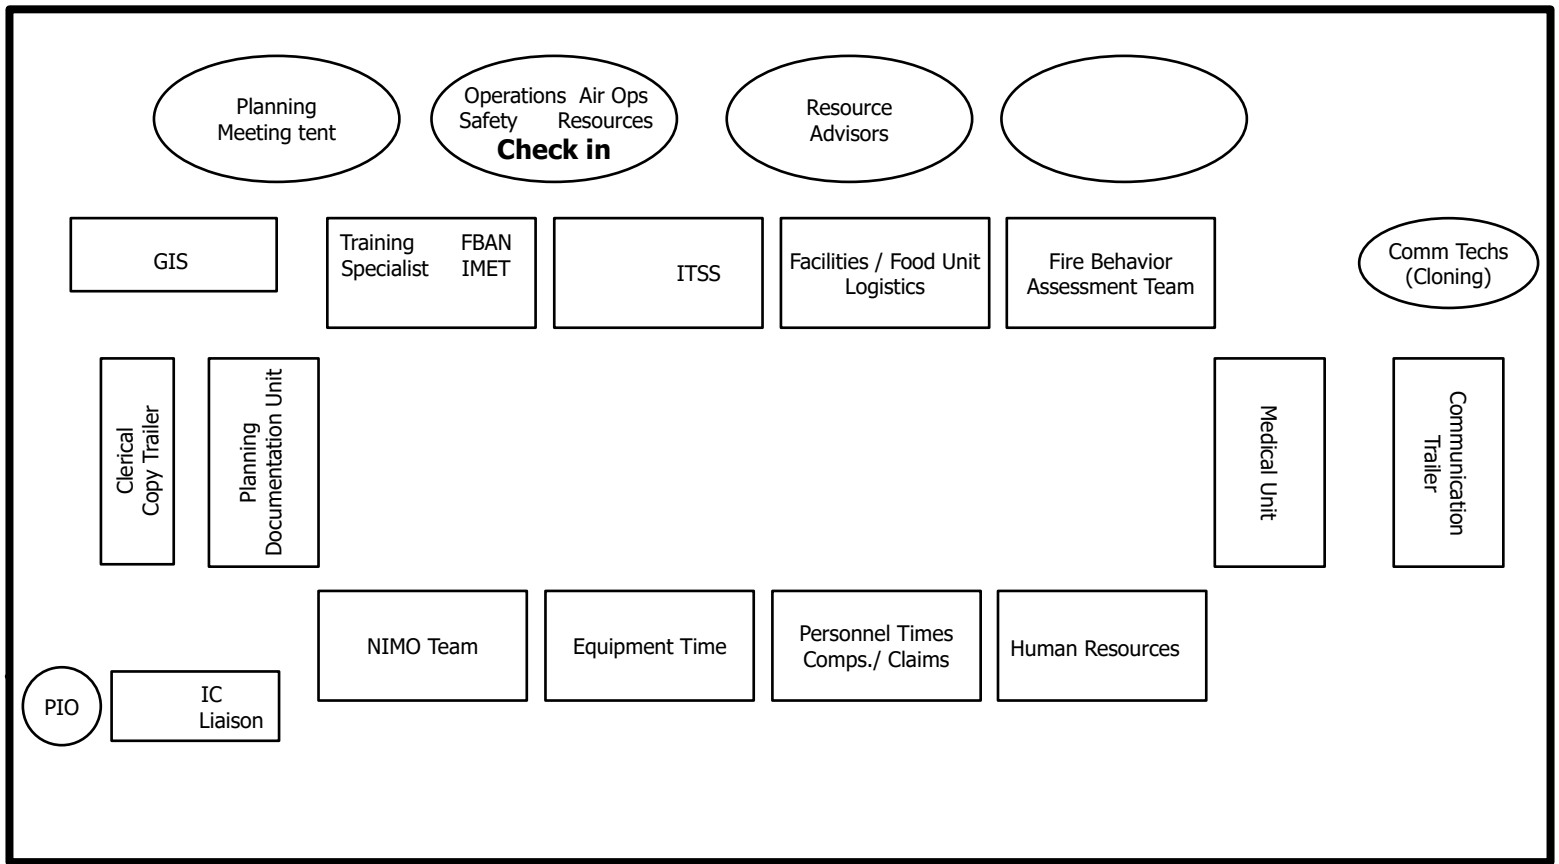 Planning
Meeting tent
Operations Air Ops
Safety Resources
Check in
Resource
Advisors
GIS
Training FBAN
Specialist IMET
ITSS
Facilities / Food Unit
Logistics
Fire Behavior
Assessment Team
Comm Techs
(Cloning)
Clerical
Copy Trailer
Planning
Documentation Unit
Medical Unit
Communication
Trailer
NIMO Team
Equipment Time
Personnel Times
Comps./ Claims
Human Resources
PIO
IC
Liaison